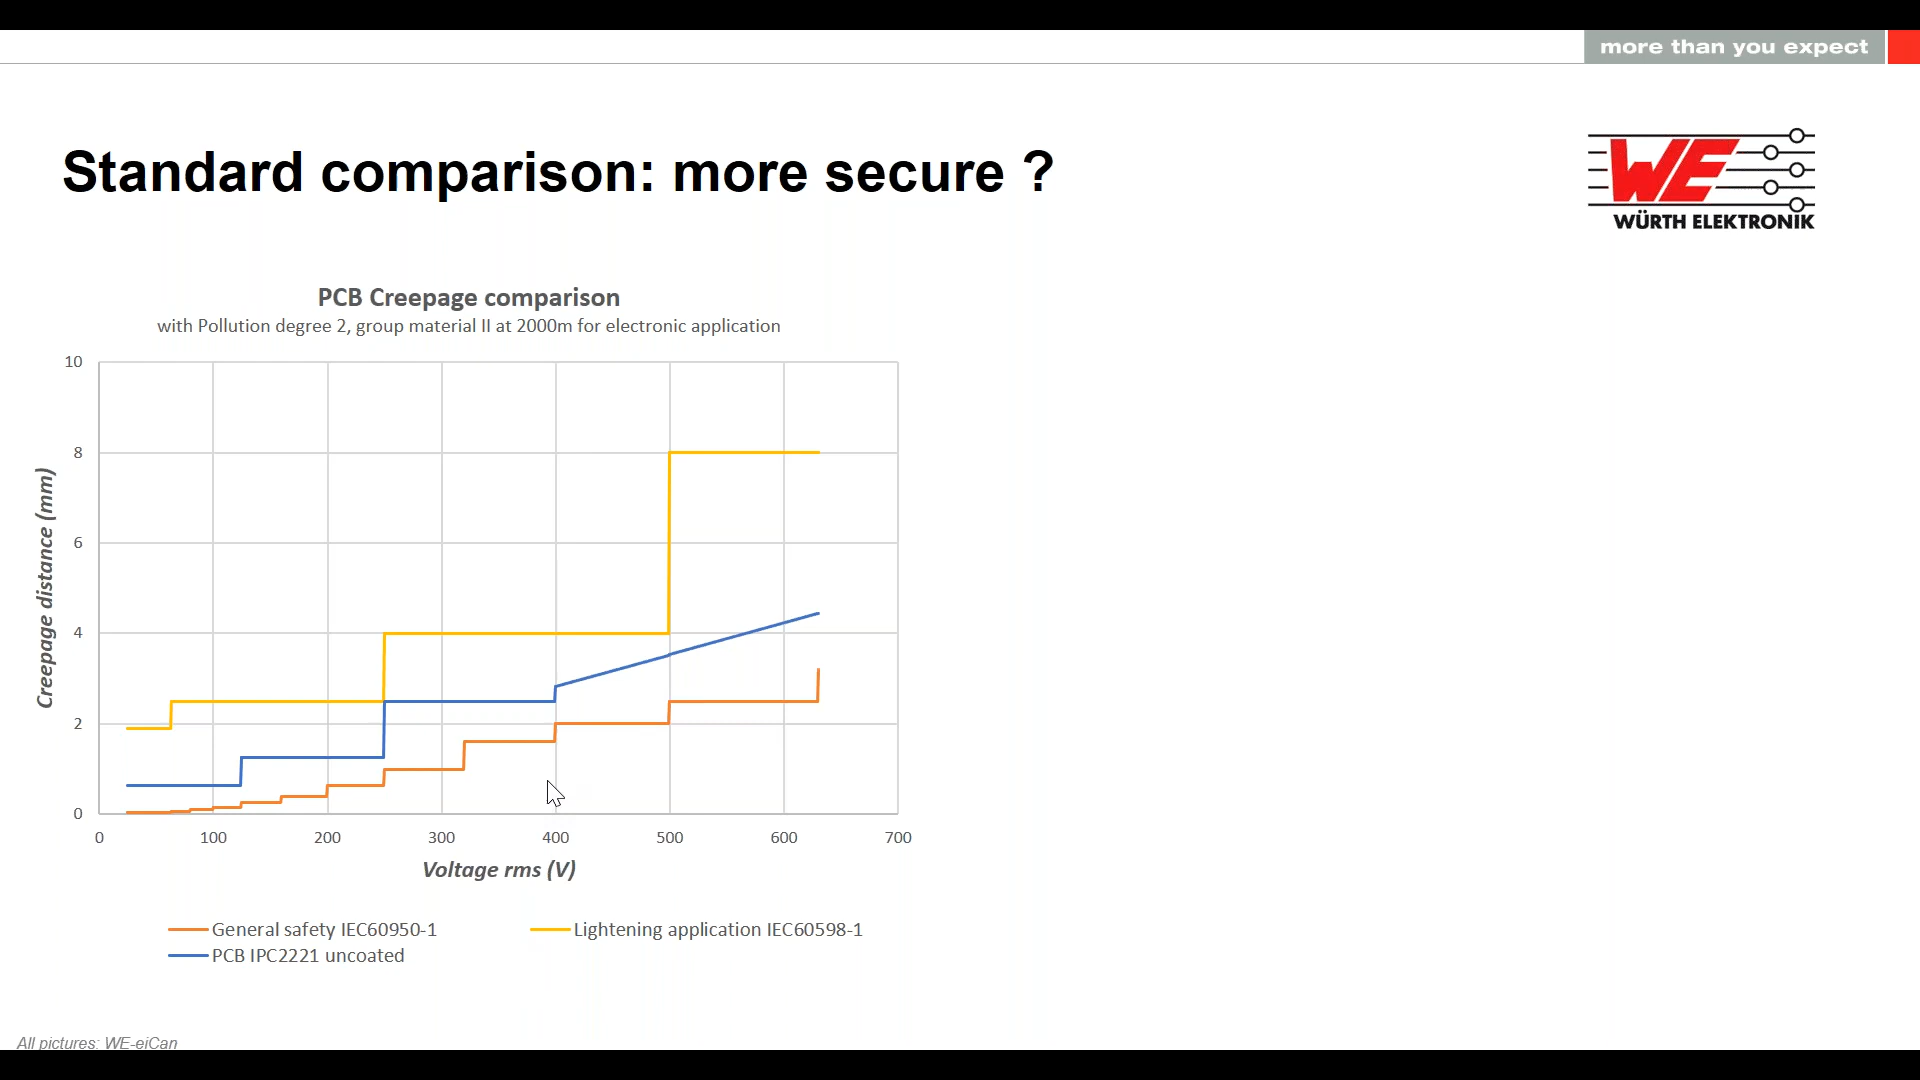 more than you expect
Standard comparison: more secure ?
WE
WÜRTH ELEKTRONIK
PCB Creepage comparison
with Pollution degree 2, group material II at 2000m for electronic application
10
8
6
4
2
0
Creepage distance (mm)
0 100 200 300 400 500 600 700
Voltage rms (V)
General safety IEC60950-1 Lightening application IEC60598-1
PCB IPC2221 uncoated
All pictures: WE-eiCan